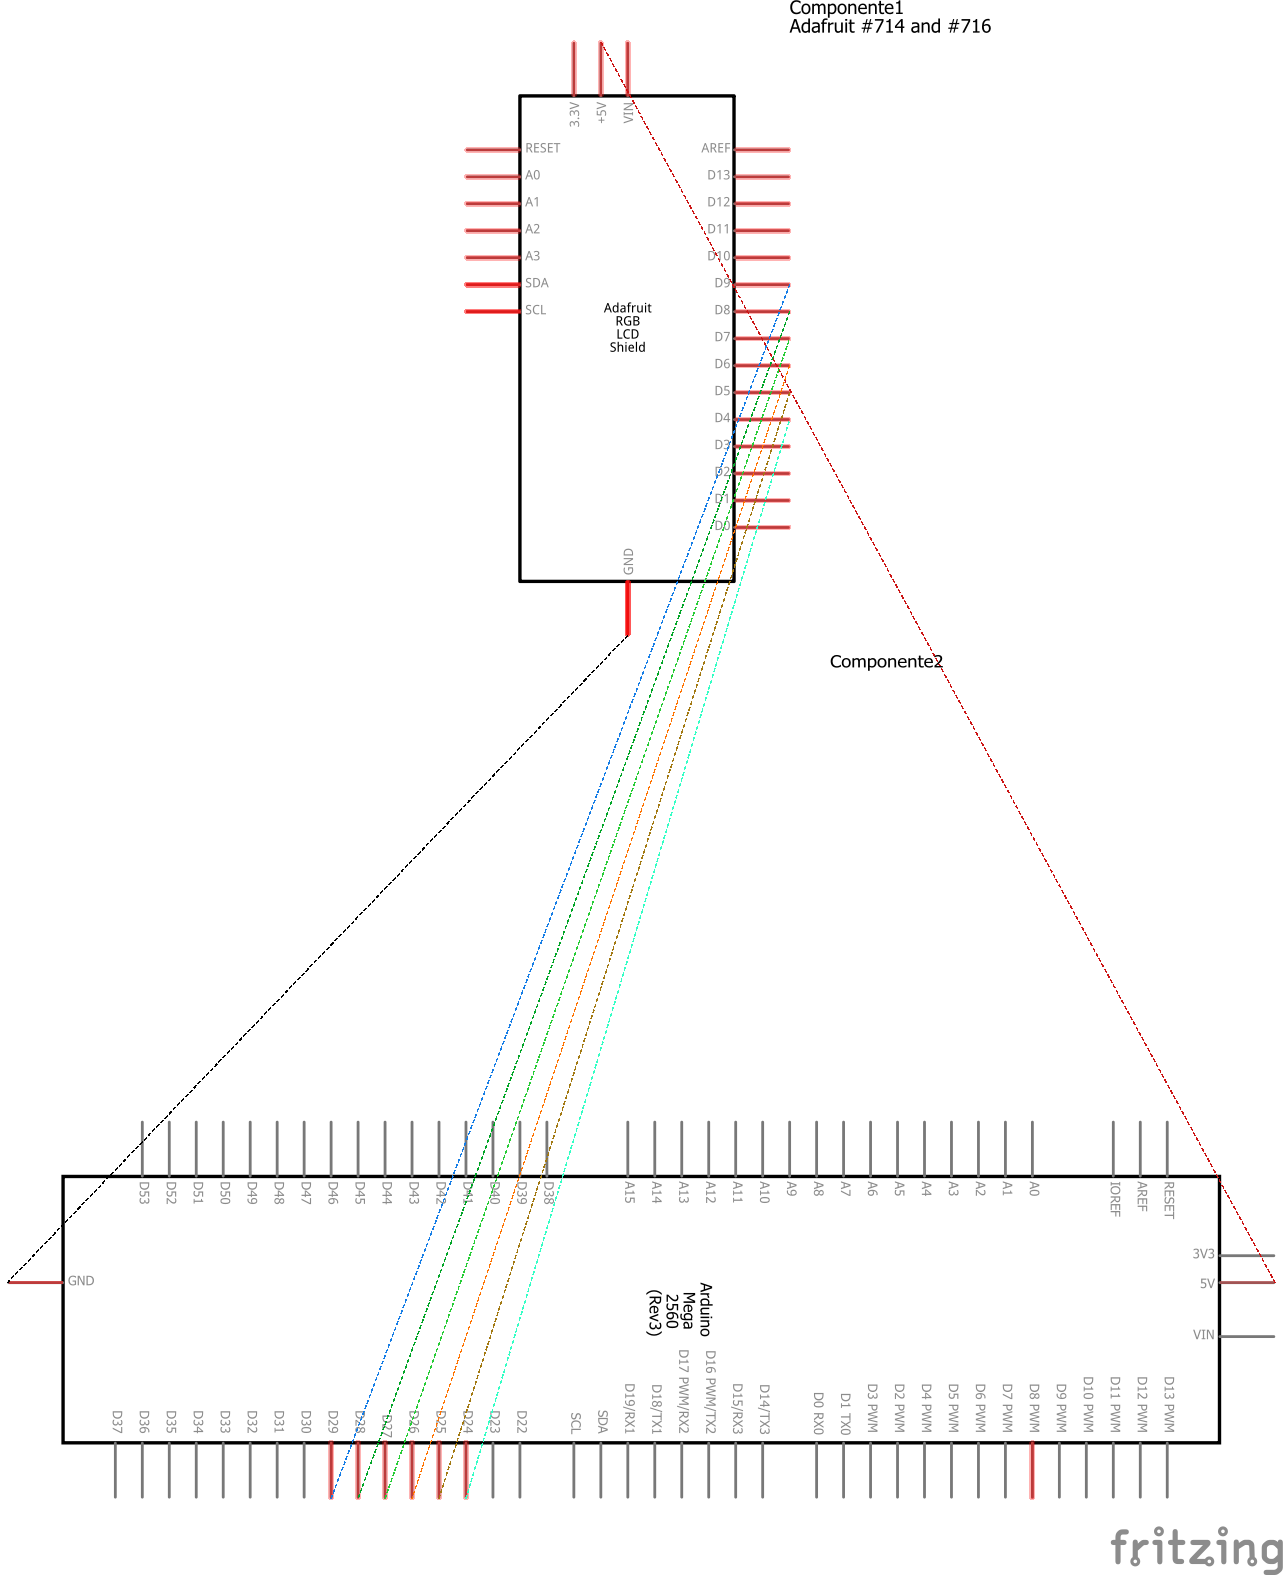 Componente1
Adafruit #714 and #716
3.3V
+5V
VIN
RESET
A0
A1
A2
A3
SDA
SCL
AREF
D13
D12
D11
D10
D9
D8
D7
D6
D5
D4
D3
D2
D1
D0
Adafruit
RGB
LCD
Shield
GND
Componente2
D53
D52
D51
D50
D49
D48
D47
D46
D45
D44
D43
D42
D41
D40
D39
D38
A15
A14
A13
A12
A11
A10
A9
A8
A7
A6
A5
A4
A3
A2
A1
A0
IOREF
AREF
RESET
GND
3V3
5V
VIN
Arduino
Mega
2560
(Rev3)
D37
D36
D35
D34
D33
D32
D31
D30
D29
D28
D27
D26
D25
D24
D23
D22
SCL
SDA
D19/RX1
D18/TX1
D17 PWM/RX2
D16 PWM/TX2
D15/RX3
D14/TX3
D0 RX0
D1 TX0
D3 PWM
D2 PWM
D4 PWM
D5 PWM
D6 PWM
D7 PWM
D8 PWM
D9 PWM
D10 PWM
D11 PWM
D12 PWM
D13 PWM
fritzing